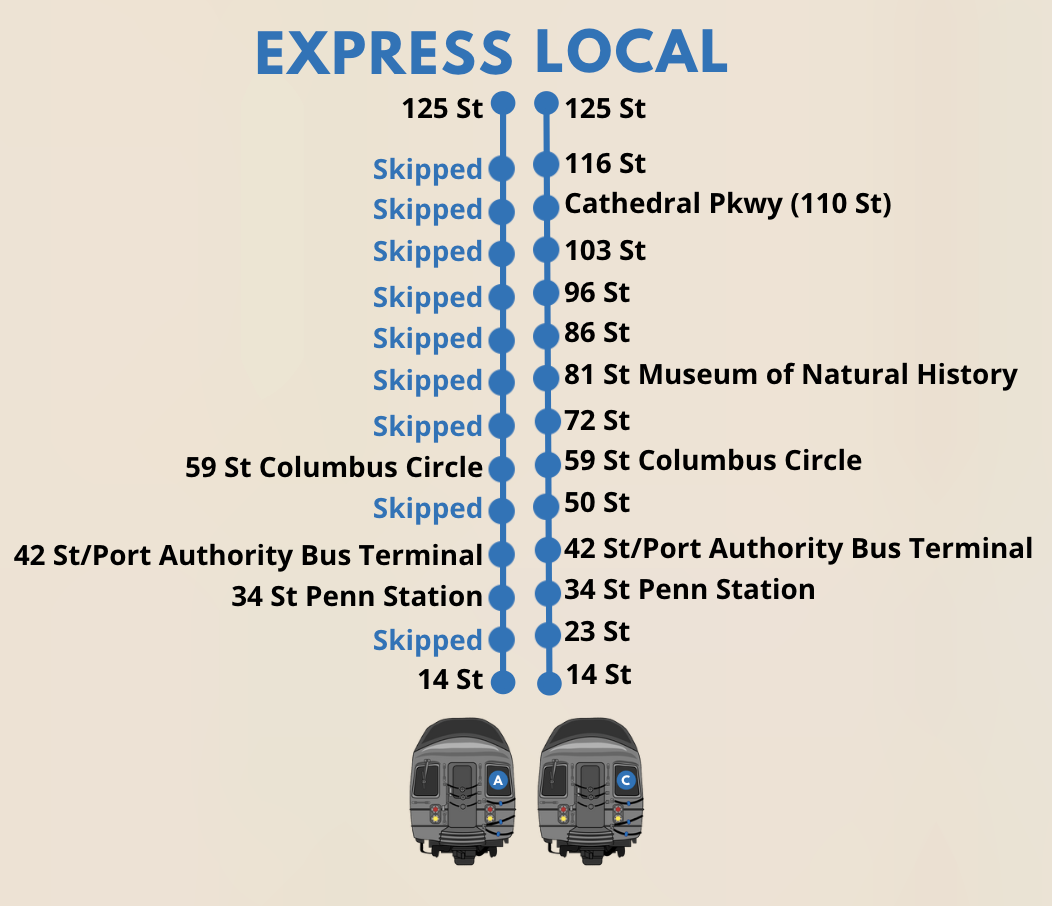 EXPRESS LOCAL
125 St 125 St
Skipped 116 St
Skipped Cathedral Pkwy (110 St)
Skipped 103 St
Skipped 96 St
Skipped 86 St
Skipped 81 St Museum of Natural History
Skipped 72 St
59 St Columbus Circle 59 St Columbus Circle
Skipped 50 St
42 St/Port Authority Bus Terminal 42 St/Port Authority Bus Terminal
34 St Penn Station 34 St Penn Station
Skipped 23 St
14 St 14 St
A C